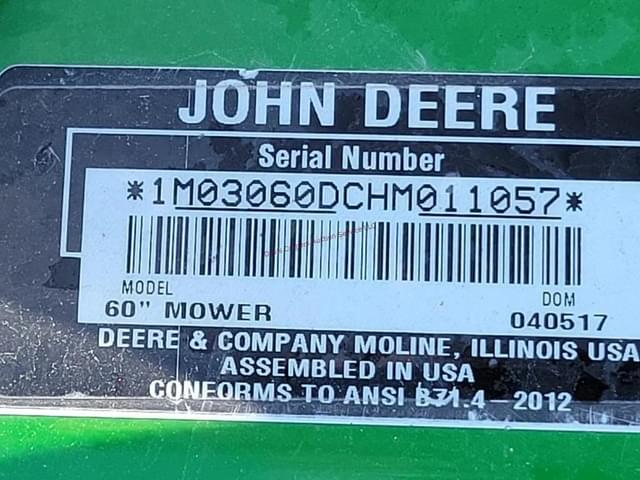 JOHN DEERE
Serial Number
*1M03060DCHM011057*
MODEL
DOM
60" MOWER
040517
DEERE & COMPANY MOLINE, ILLINOIS USA
ASSEMBLED IN USA
CONFORMS TO ANSI B71.4-2012